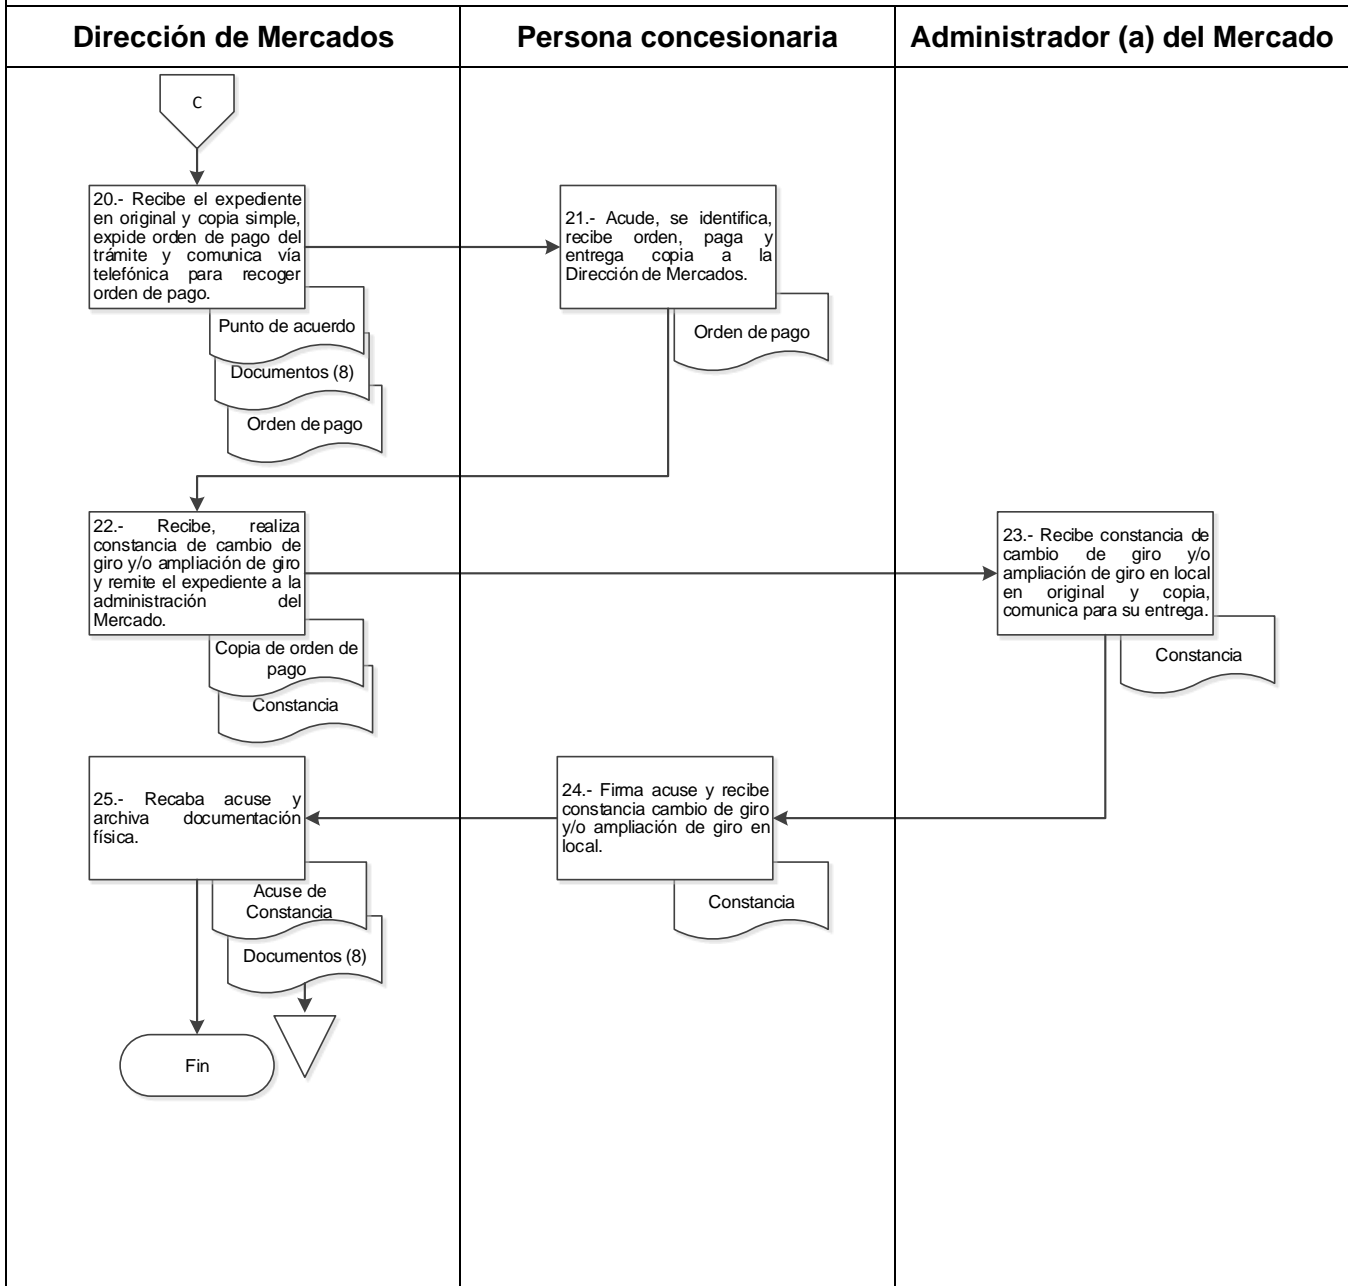 Dirección de Mercados
Persona concesionaria
Administrador (a) del Mercado
C
20.- Recibe el expediente
en original y copia simple,
expide orden de pago del
trámite y comunica vía
telefónica para recoger
orden de pago.
Punto de acuerdo
Documentos (8)
Orden de pago
21.- Acude, se identifica,
recibe orden, paga y
entrega copia a la
Dirección de Mercados.
Orden de pago
22.- Recibe, realiza
constancia de cambio de
giro y/o ampliación de giro
y remite el expediente a la
administración del
Mercado.
Copia de orden de
pago
Constancia
23.- Recibe constancia de
cambio de giro y/o
ampliación de giro en local
en original y copia,
comunica para su entrega.
Constancia
24.- Firma acuse y recibe
constancia cambio de giro
y/o ampliación de giro en
local.
Constancia
25.- Recaba acuse y
archiva documentación
física.
Acuse de
Constancia
Documentos (8)
Fin